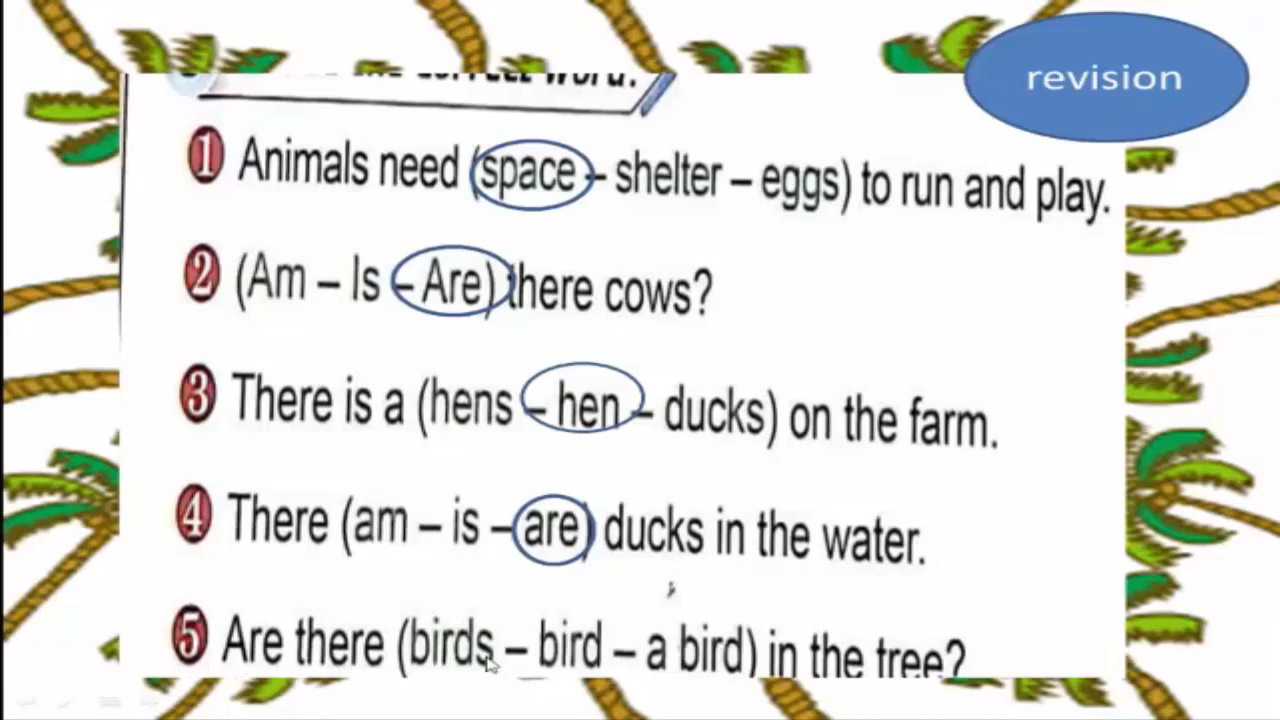 revision
correct word.
1 Animals need (space – shelter – eggs) to run and play.
2 (Am – Is – Are) there cows?
3 There is a (hens – hen – ducks) on the farm.
4 There (am – is – are) ducks in the water.
5 Are there (birds – bird – a bird) in the tree?